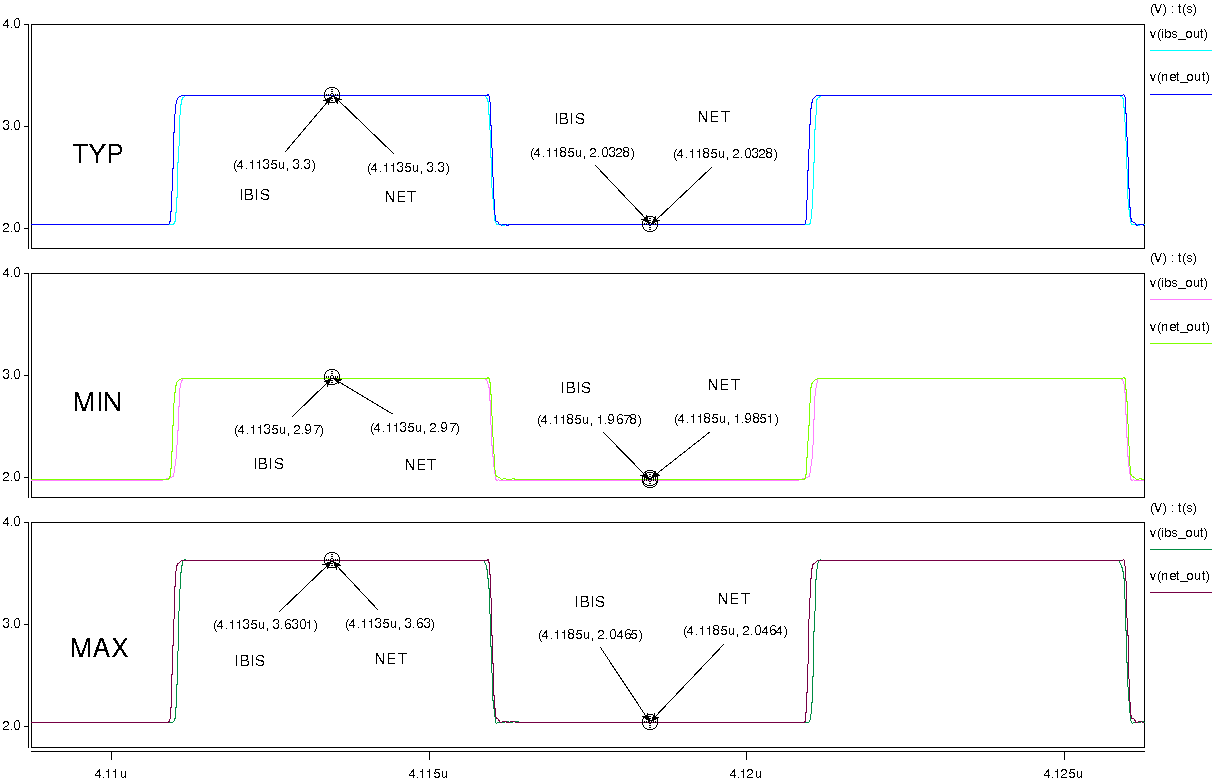 (V) : t(s)
4.0
v(ibs_out)
v(net_out)
IBIS
NET
3.0
TYP
(4.1185u, 2.0328)
(4.1185u, 2.0328)
(4.1135u, 3.3)
(4.1135u, 3.3)
IBIS
NET
2.0
(V) : t(s)
4.0
v(ibs_out)
v(net_out)
3.0
IBIS
NET
MIN
(4.1185u, 1.9678)
(4.1185u, 1.9851)
(4.1135u, 2.97)
(4.1135u, 2.97)
IBIS
NET
2.0
(V) : t(s)
4.0
v(ibs_out)
v(net_out)
IBIS
NET
3.0
(4.1135u, 3.6301)
(4.1135u, 3.63)
(4.1185u, 2.0465)
(4.1185u, 2.0464)
MAX
IBIS
NET
2.0
4.11u
4.115u
4.12u
4.125u